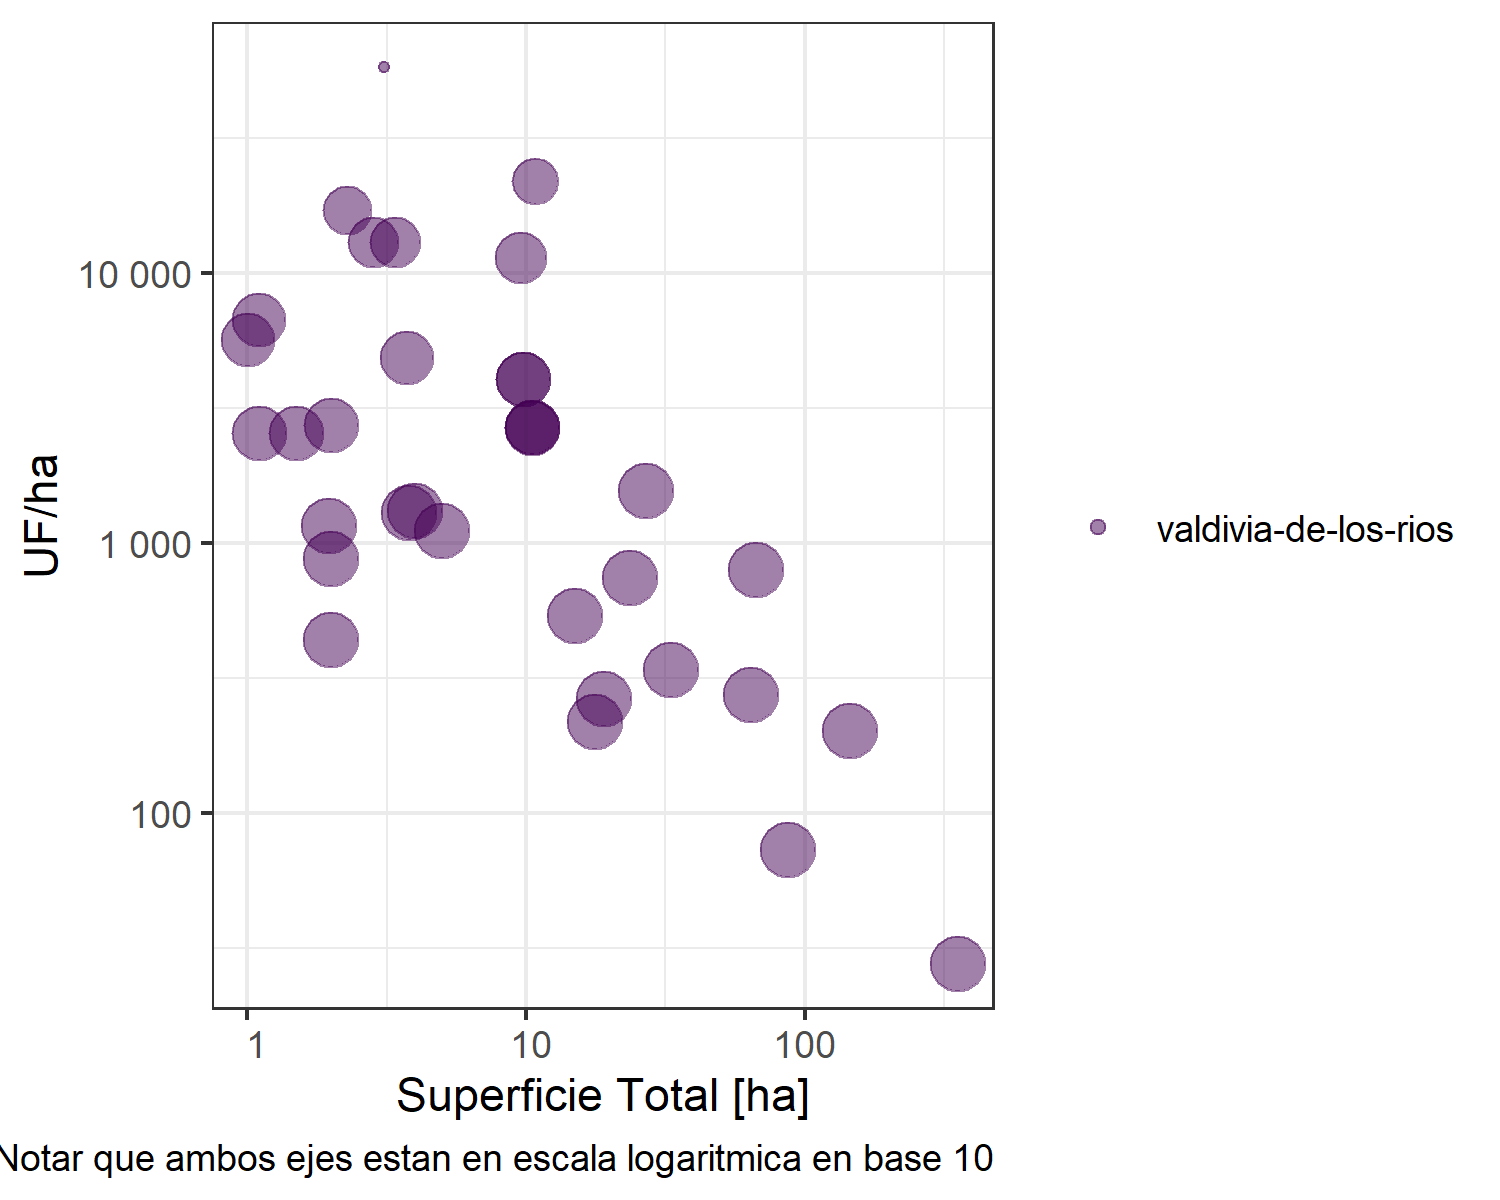 UF/ha
10 000
1 000
100
1
10
100
Superficie Total [ha]
valdivia-de-los-rios
Notar que ambos ejes estan en escala logaritmica en base 10